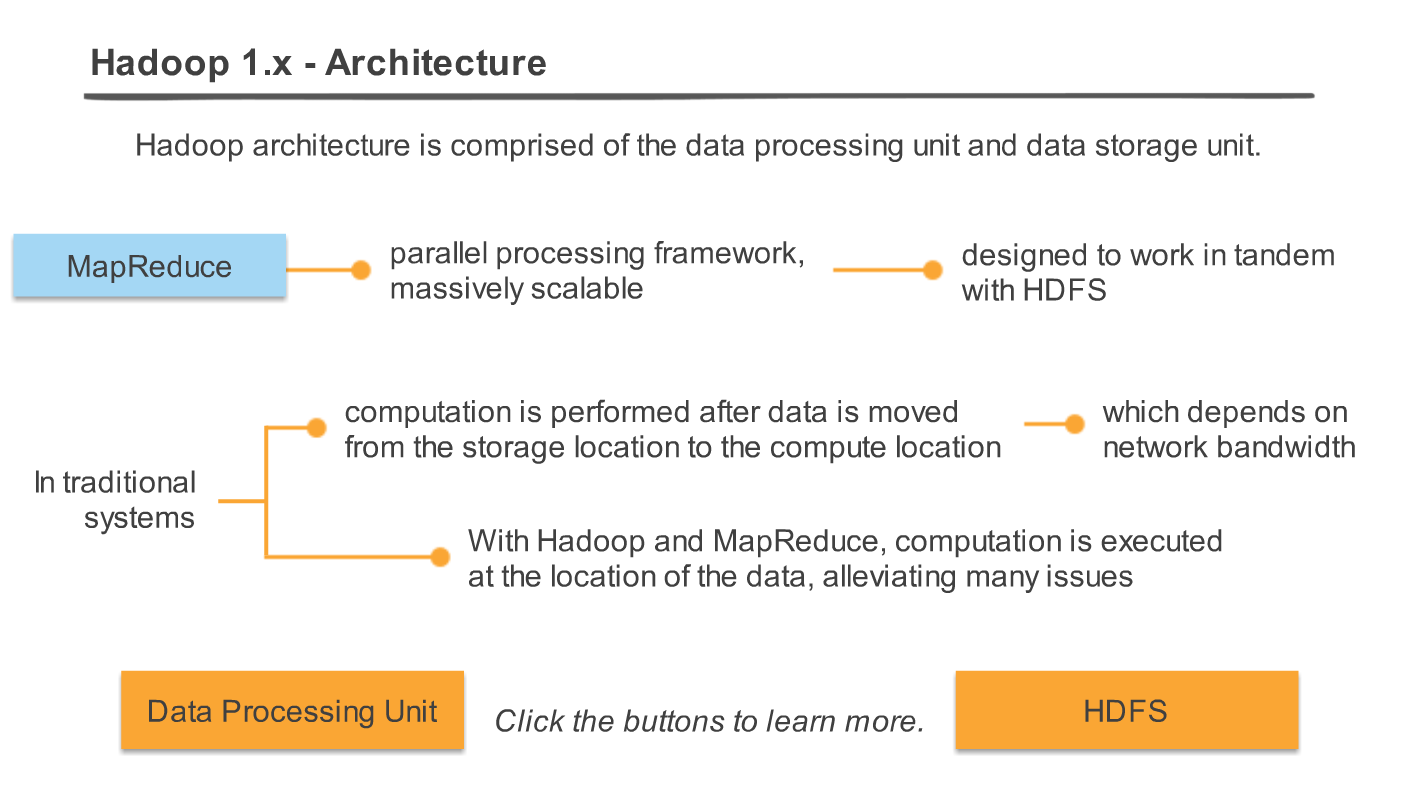 Hadoop 1.x - Architecture
Hadoop architecture is comprised of the data processing unit and data storage unit.
MapReduce
parallel processing framework,
massively scalable
designed to work in tandem
with HDFS
In traditional
systems
computation is performed after data is moved
from the storage location to the compute location
which depends on
network bandwidth
With Hadoop and MapReduce, computation is executed
at the location of the data, alleviating many issues
Data Processing Unit
Click the buttons to learn more.
HDFS